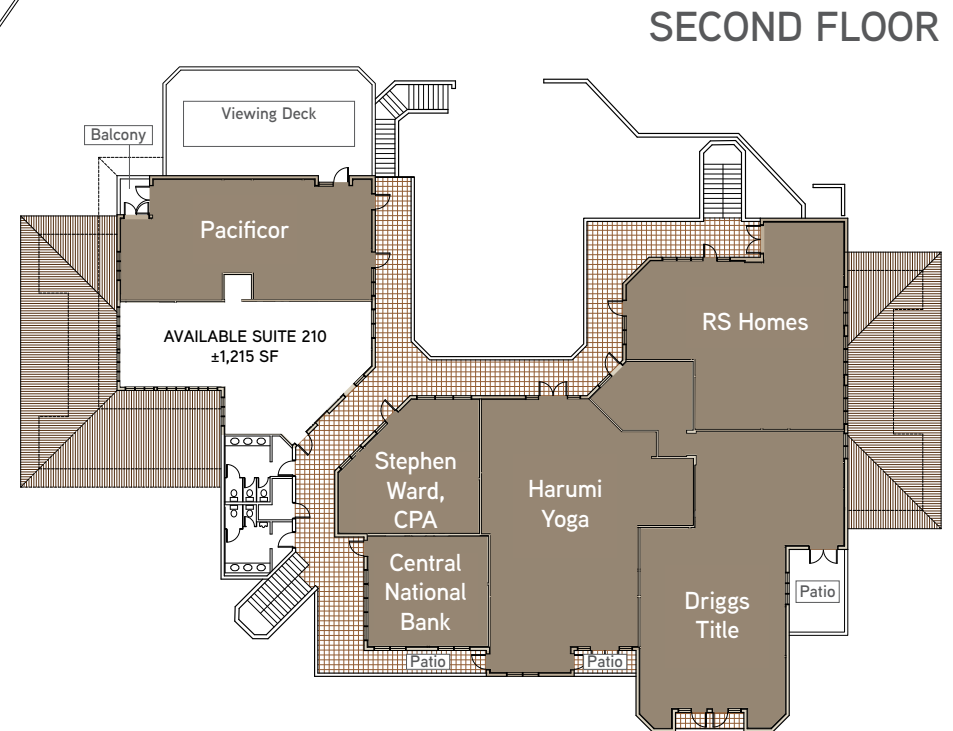 SECOND FLOOR
Viewing Deck
Balcony
Pacificor
AVAILABLE SUITE 210
±1,215 SF
RS Homes
Stephen
Ward,
CPA
Harumi
Yoga
Central
National
Bank
Driggs
Title
Patio
Patio
Patio